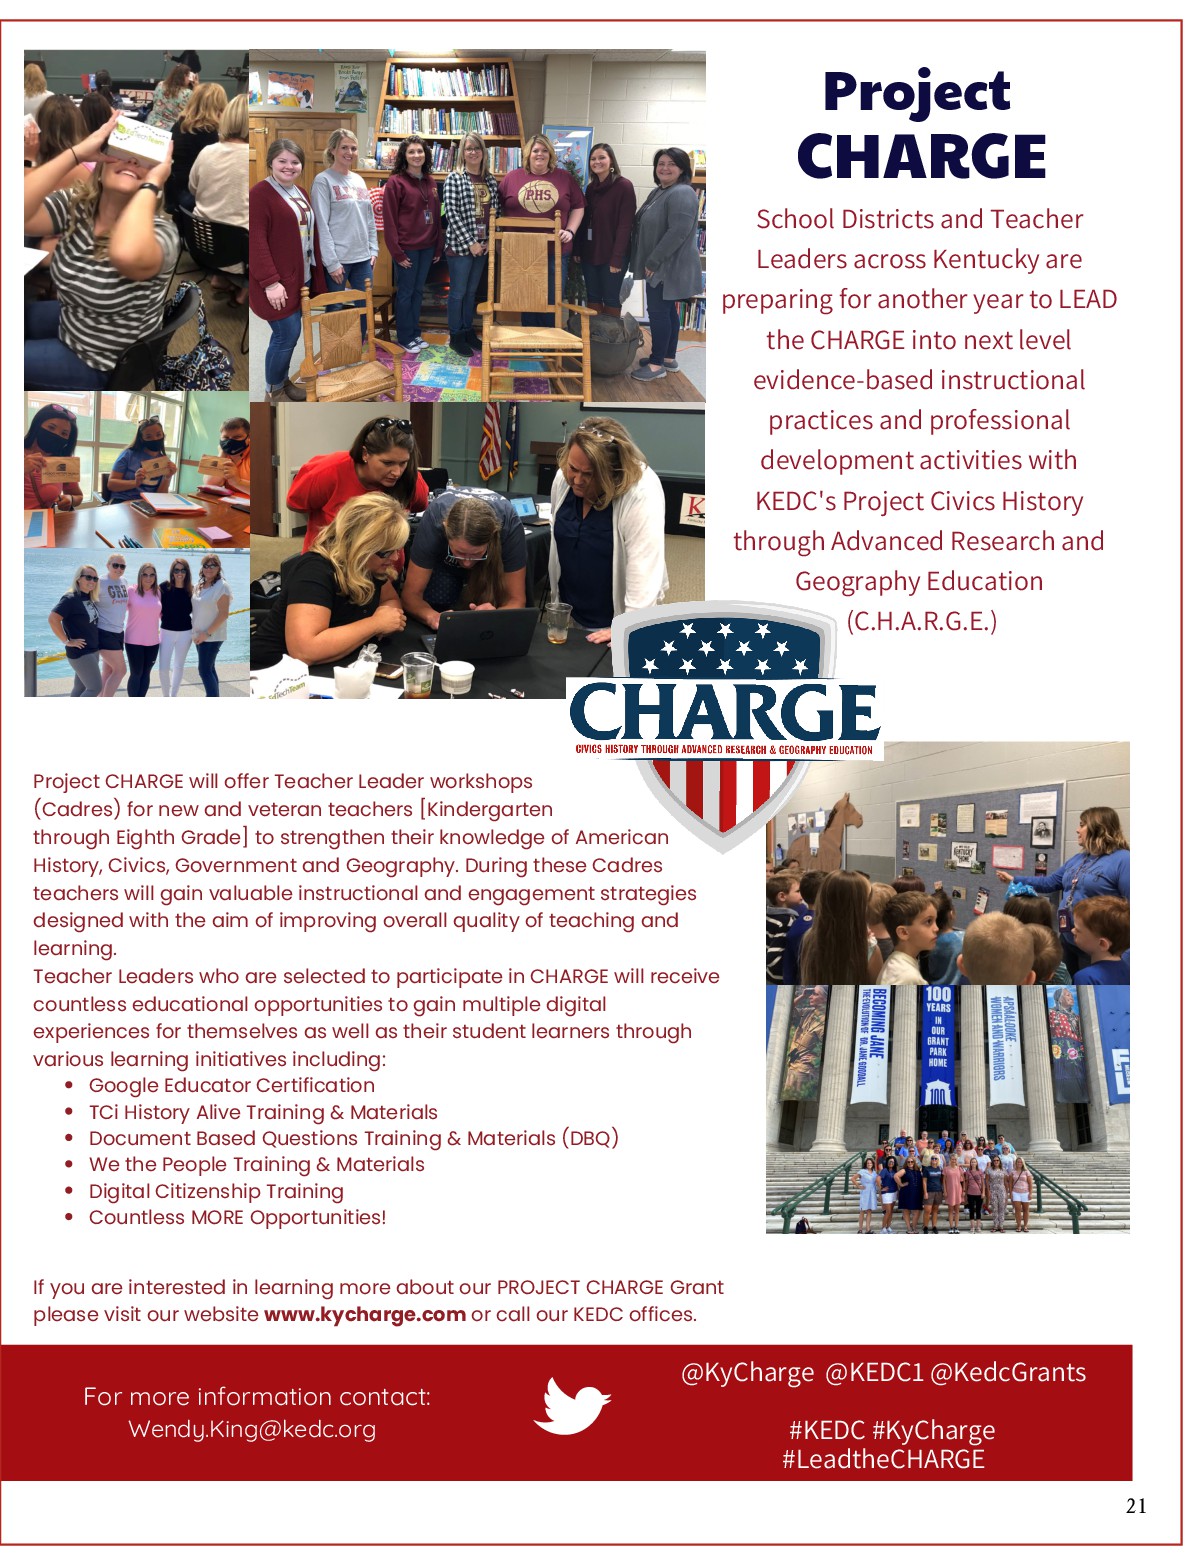 Project
CHARGE
School Districts and Teacher
Leaders across Kentucky are
preparing for another year to LEAD
the CHARGE into next level
evidence-based instructional
practices and professional
development activities with
KEDC's Project Civics History
through Advanced Research and
Geography Education
(C.H.A.R.G.E.)
PHS
GRH
EdTechTeam
CHARGE
CIVICS HISTORY THROUGH ADVANCED RESEARCH & GEOGRAPHY EDUCATION
Project CHARGE will offer Teacher Leader workshops
(Cadres) for new and veteran teachers [Kindergarten
through Eighth Grade] to strengthen their knowledge of American
History, Civics, Government and Geography. During these Cadres
teachers will gain valuable instructional and engagement strategies
designed with the aim of improving overall quality of teaching and
learning.
Teacher Leaders who are selected to participate in CHARGE will receive
countless educational opportunities to gain multiple digital
experiences for themselves as well as their student learners through
various learning initiatives including:
• Google Educator Certification
• TCi History Alive Training & Materials
• Document Based Questions Training & Materials (DBQ)
• We the People Training & Materials
• Digital Citizenship Training
• Countless MORE Opportunities!
BECOMING JANE
THE EVOLUTION OF DR. JANE GOODALL
100
YEARS
IN
OUR
GRANT
PARK
HOME
100
APSÁALOOKE
WOMEN AND WARRIORS
If you are interested in learning more about our PROJECT CHARGE Grant
please visit our website www.kycharge.com or call our KEDC offices.
For more information contact:
Wendy.King@kedc.org
@KyCharge @KEDC1 @KedcGrants
#KEDC #KyCharge
#LeadtheCHARGE
21